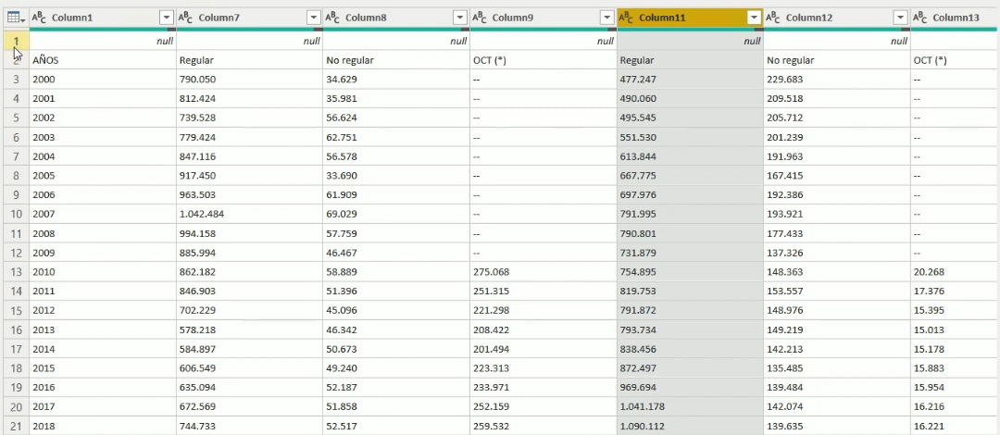 ABC Column1 ABC Column7 ABC Column8 ABC Column9 ABC Column11 ABC Column12 ABC Column13
1 null null null null null null
2 AÑOS Regular No regular OCT (*) Regular No regular OCT (*)
3 2000 790.050 34.629 -- 477.247 229.683 --
4 2001 812.424 35.981 -- 490.060 209.518 --
5 2002 739.528 56.624 -- 495.545 205.712 --
6 2003 779.424 62.751 -- 551.530 201.239 --
7 2004 847.116 56.578 -- 613.844 191.963 --
8 2005 917.450 33.690 -- 667.775 167.415 --
9 2006 963.503 61.909 -- 697.976 192.386 --
10 2007 1.042.484 69.029 -- 791.995 193.921 --
11 2008 994.158 57.759 -- 790.801 177.433 --
12 2009 885.994 46.467 -- 731.879 137.326 --
13 2010 862.182 58.889 275.068 754.895 148.363 20.268
14 2011 846.903 51.396 251.315 819.753 153.557 17.376
15 2012 702.229 45.096 221.298 791.872 148.976 15.395
16 2013 578.218 46.342 208.422 793.734 149.219 15.013
17 2014 584.897 50.673 201.494 838.456 142.213 15.178
18 2015 606.549 49.240 223.313 872.497 135.485 15.883
19 2016 635.094 52.187 233.971 969.694 139.484 15.954
20 2017 672.569 51.858 252.159 1.041.178 142.074 16.216
21 2018 744.733 52.517 259.532 1.090.112 139.635 16.221